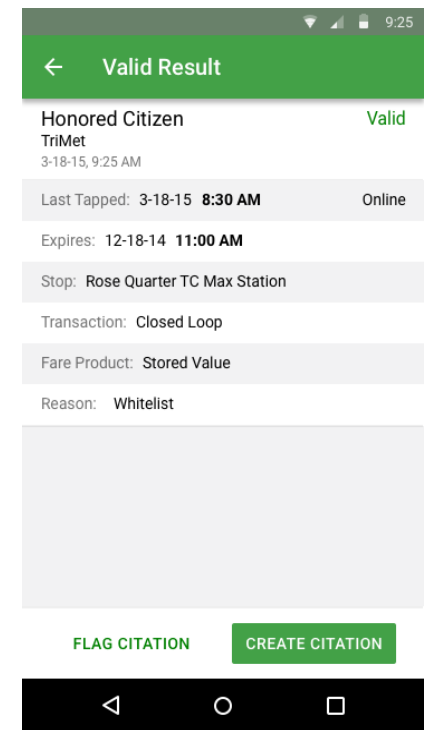 9:25
Valid Result
Honored Citizen Valid
TriMet
3-18-15, 9:25 AM
Last Tapped: 3-18-15 8:30 AM Online
Expires: 12-18-14 11:00 AM
Stop: Rose Quarter TC Max Station
Transaction: Closed Loop
Fare Product: Stored Value
Reason: Whitelist
FLAG CITATION CREATE CITATION